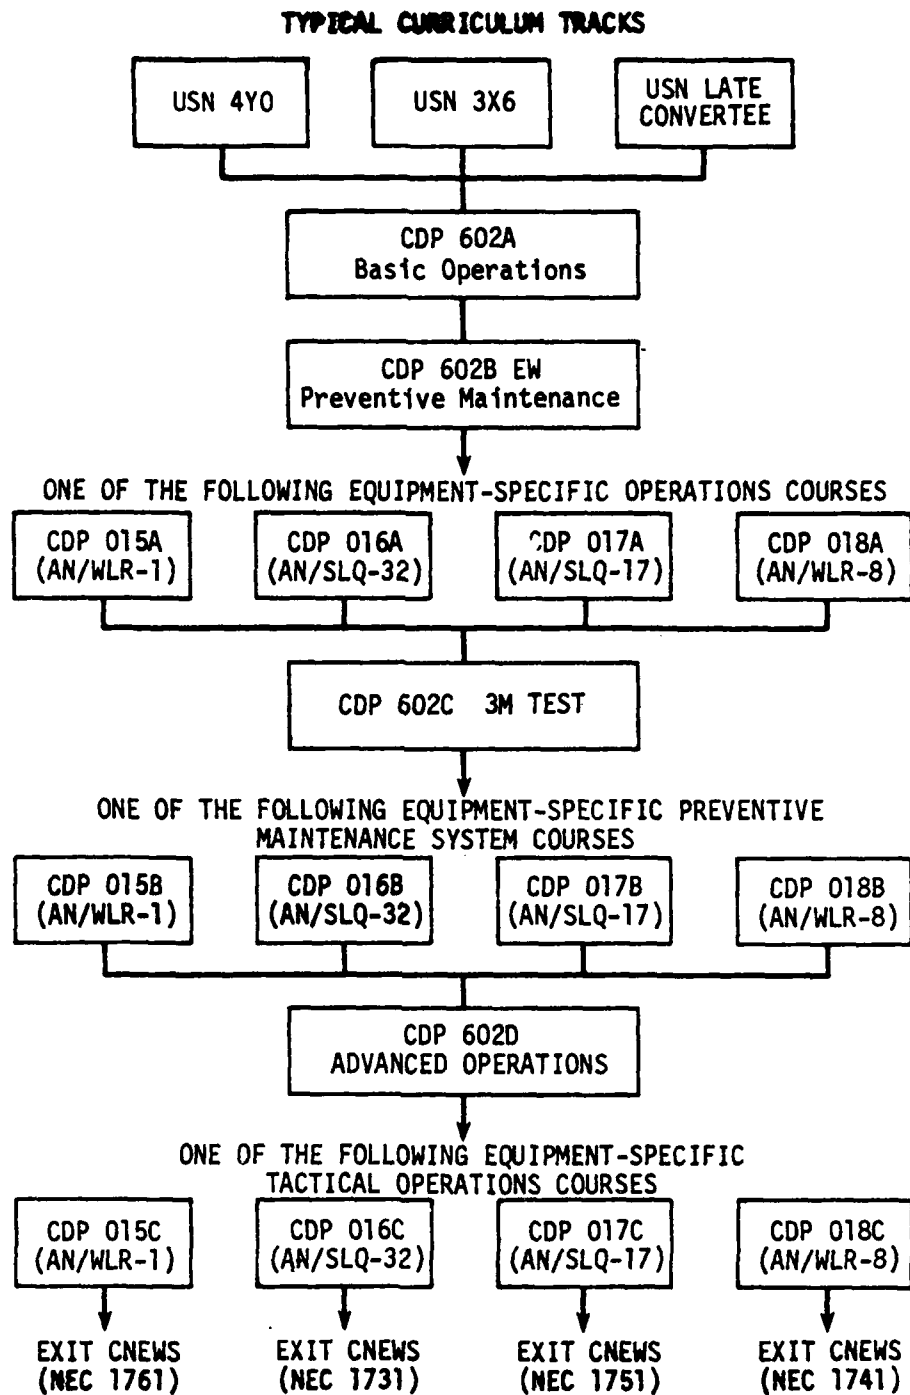 TYPICAL CURRICULUM TRACKS
USN 4YO
USN 3X6
USN LATE
CONVERTEE
CDP 602A
Basic Operations
CDP 602B EW
Preventive Maintenance
ONE OF THE FOLLOWING EQUIPMENT-SPECIFIC OPERATIONS COURSES
CDP 015A
(AN/WLR-1)
CDP 016A
(AN/SLQ-32)
CDP 017A
(AN/SLQ-17)
CDP 018A
(AN/WLR-8)
CDP 602C 3M TEST
ONE OF THE FOLLOWING EQUIPMENT-SPECIFIC PREVENTIVE
MAINTENANCE SYSTEM COURSES
CDP 015B
(AN/WLR-1)
CDP 016B
(AN/SLQ-32)
CDP 017B
(AN/SLQ-17)
CDP 018B
(AN/WLR-8)
CDP 602D
ADVANCED OPERATIONS
ONE OF THE FOLLOWING EQUIPMENT-SPECIFIC
TACTICAL OPERATIONS COURSES
CDP 015C
(AN/WLR-1)
CDP 016C
(AN/SLQ-32)
CDP 017C
(AN/SLQ-17)
CDP 018C
(AN/WLR-8)
EXIT CNEWS
(NEC 1761)
EXIT CNEWS
(NEC 1731)
EXIT CNEWS
(NEC 1751)
EXIT CNEWS
(NEC 1741)